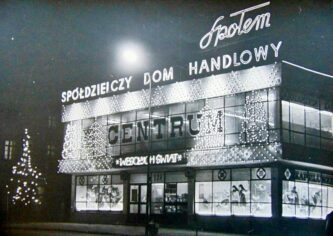 Społem
SPÓŁDZIELCZY DOM HANDLOWY
CENTRUM
WESOŁYCH ŚWIĄT